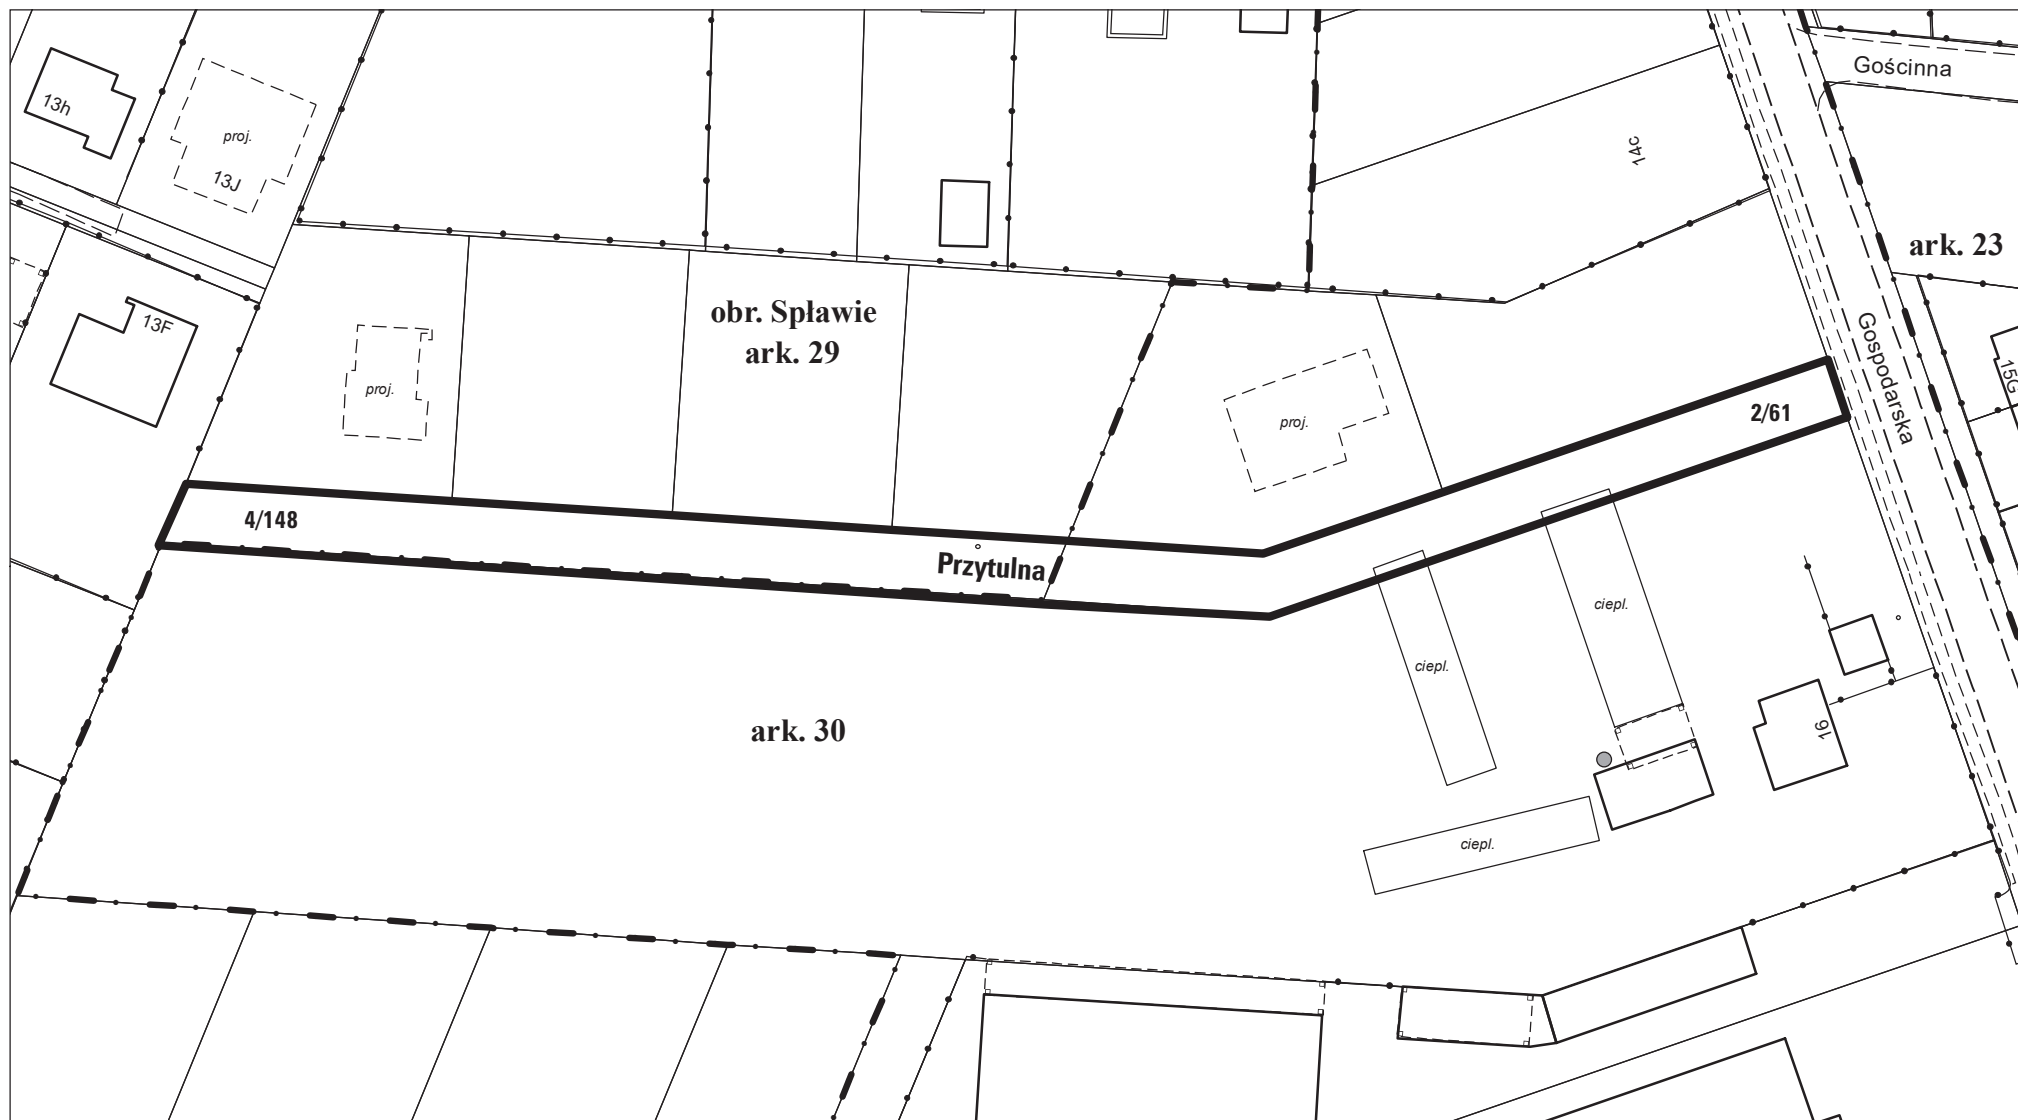 Gościnna
13h
proj.
13J
14c
ark. 23
obr. Spławie
ark. 29
13F
proj.
proj.
Gospodarska
15G
2/61
4/148
Przytulna
ciepl.
ciepl.
ark. 30
16
ciepl.